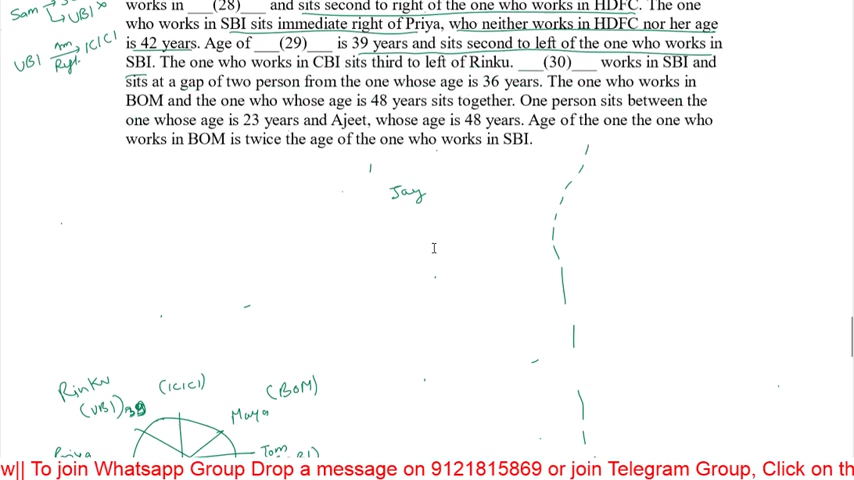 works in ___(28)___ and sits second to right of the one who works in HDFC. The one
Sam
UBI x
who works in SBI sits immediate right of Priya, who neither works in HDFC nor her age
UBI ICICI
Right
is 42 years. Age of ___(29)___ is 39 years and sits second to left of the one who works in
SBI. The one who works in CBI sits third to left of Rinku. ___(30)___ works in SBI and
sits at a gap of two person from the one whose age is 36 years. The one who works in
BOM and the one who whose age is 48 years sits together. One person sits between the
one whose age is 23 years and Ajeet, whose age is 48 years. Age of the one the one who
works in BOM is twice the age of the one who works in SBI.
Jay
Rinku (ICICI) (BOM)
(UBI) 39 Maya
Priya Tom
w|| To join Whatsapp Group Drop a message on 9121815869 or join Telegram Group, Click on th